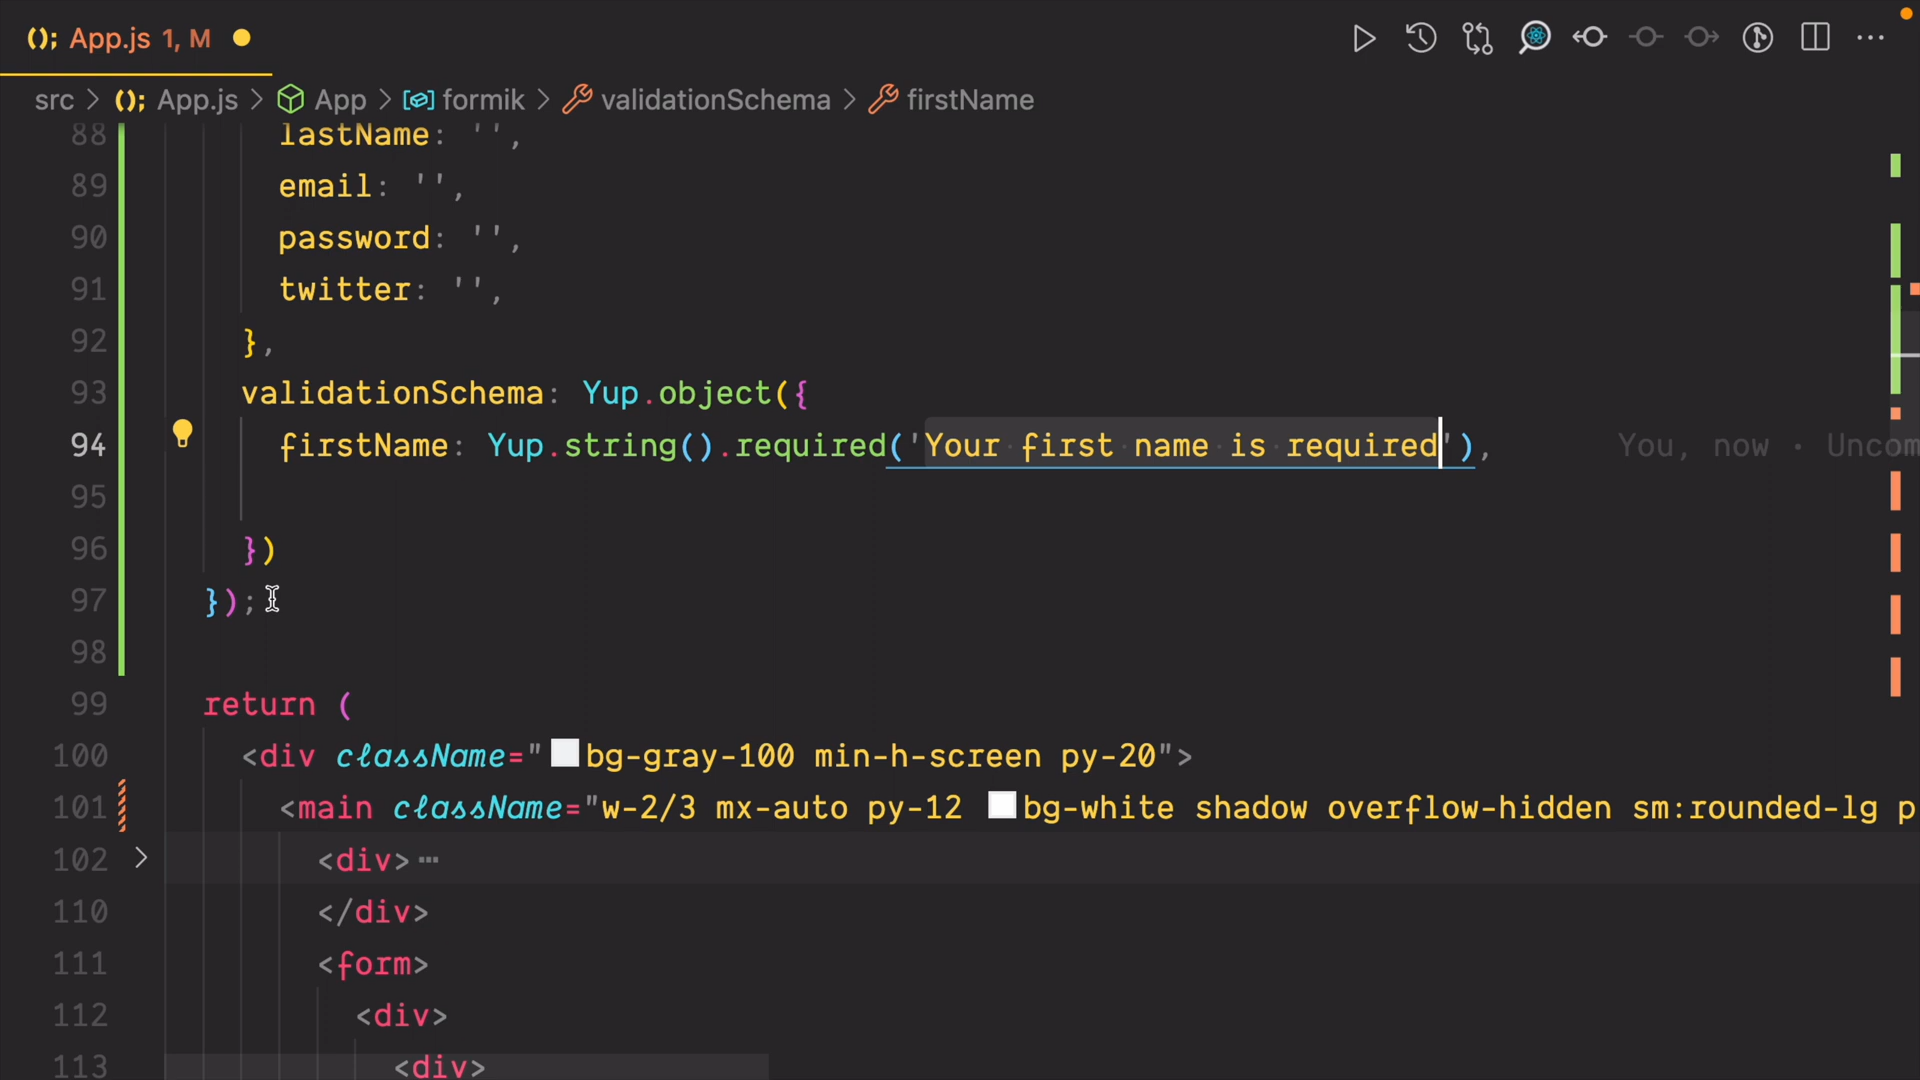 (); App.js 1, M
src > (); App.js > App > formik > validationSchema > firstName
88 lastName: '',
89 email: '',
90 password: '',
91 twitter: '',
92 },
93 validationSchema: Yup.object({
94 firstName: Yup.string().required('Your first name is required'), You, now · Uncom
95
96 })
97 });
98
99 return (
100 <div className="bg-gray-100 min-h-screen py-20">
101 <main className="w-2/3 mx-auto py-12 bg-white shadow overflow-hidden sm:rounded-lg p
102 > <div>…
110 </div>
111 <form>
112 <div>
113 <div>